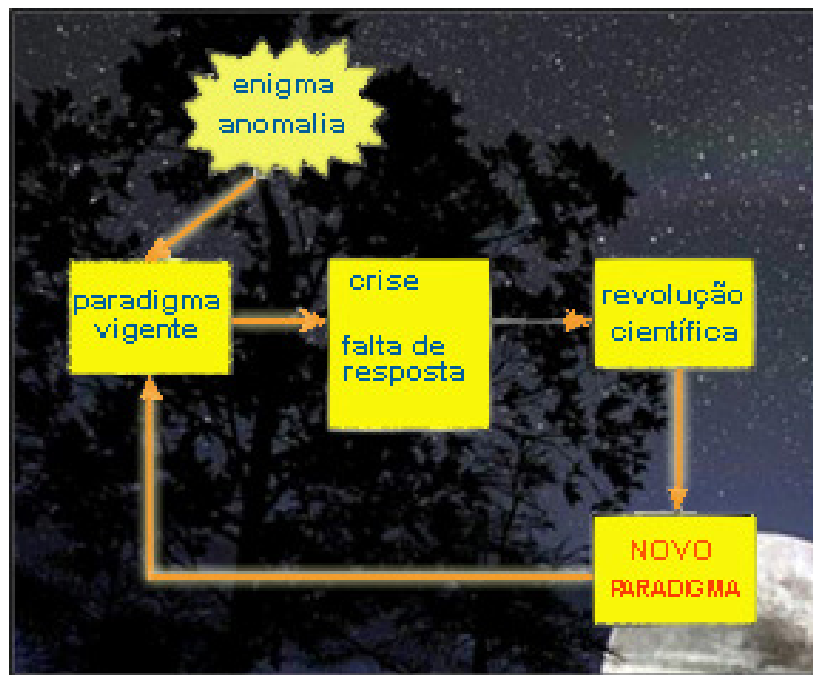 enigma
anomalia
paradigma
vigente
crise
falta de
resposta
revolução
científica
NOVO
PARADIGMA